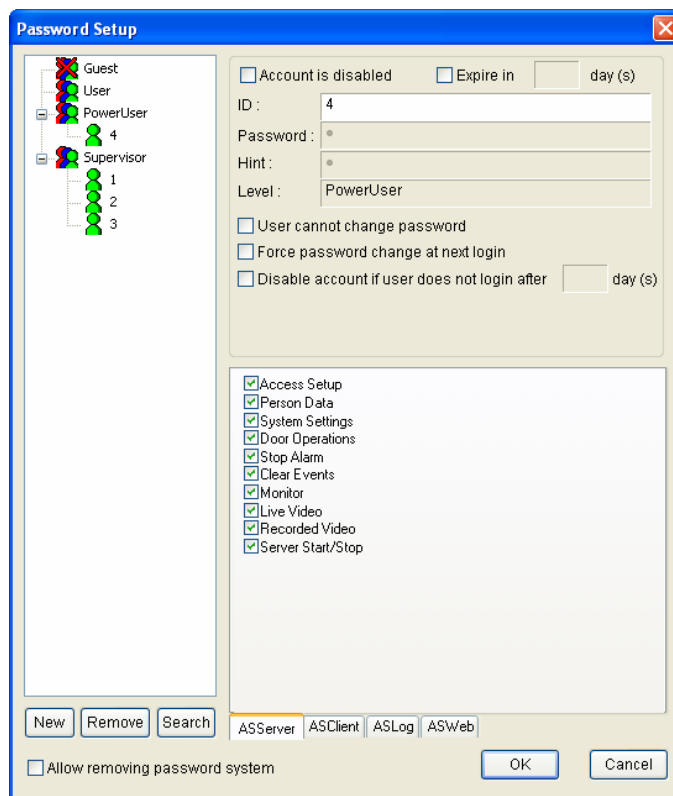 Password Setup
Guest
User
PowerUser
4
Supervisor
1
2
3
Account is disabled Expire in day (s)
ID : 4
Password :
Hint :
Level : PowerUser
User cannot change password
Force password change at next login
Disable account if user does not login after day (s)
Access Setup
Person Data
System Settings
Door Operations
Stop Alarm
Clear Events
Monitor
Live Video
Recorded Video
Server Start/Stop
New Remove Search
ASServer ASClient ASLog ASWeb
Allow removing password system
OK Cancel